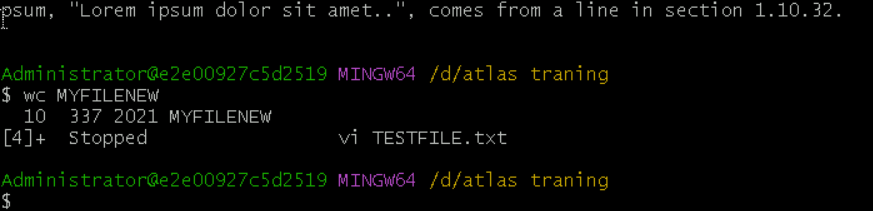 psum, "Lorem ipsum dolor sit amet..", comes from a line in section 1.10.32.
Administrator@e2e00927c5d2519 MINGW64 /d/atlas traning
$ wc MYFILENEW
10 337 2021 MYFILENEW
[4]+ Stopped vi TESTFILE.txt
Administrator@e2e00927c5d2519 MINGW64 /d/atlas traning
$